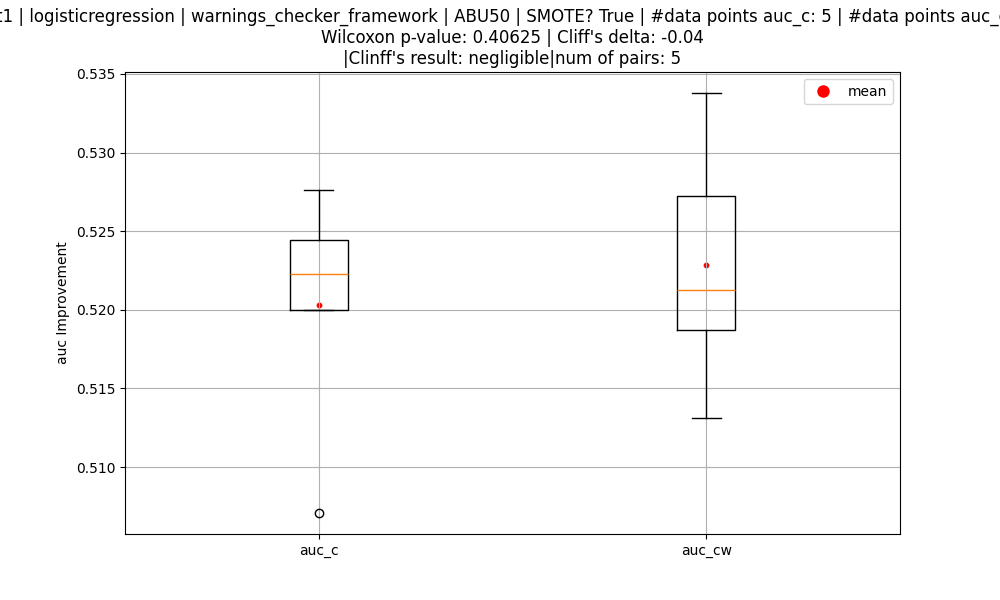 t1 | logisticregression | warnings_checker_framework | ABU50 | SMOTE? True | #data points auc_c: 5 | #data points auc_
Wilcoxon p-value: 0.40625 | Cliff's delta: -0.04
|Clinff's result: negligible|num of pairs: 5
mean
0.535
0.530
0.525
0.520
0.515
0.510
auc Improvement
auc_c
auc_cw